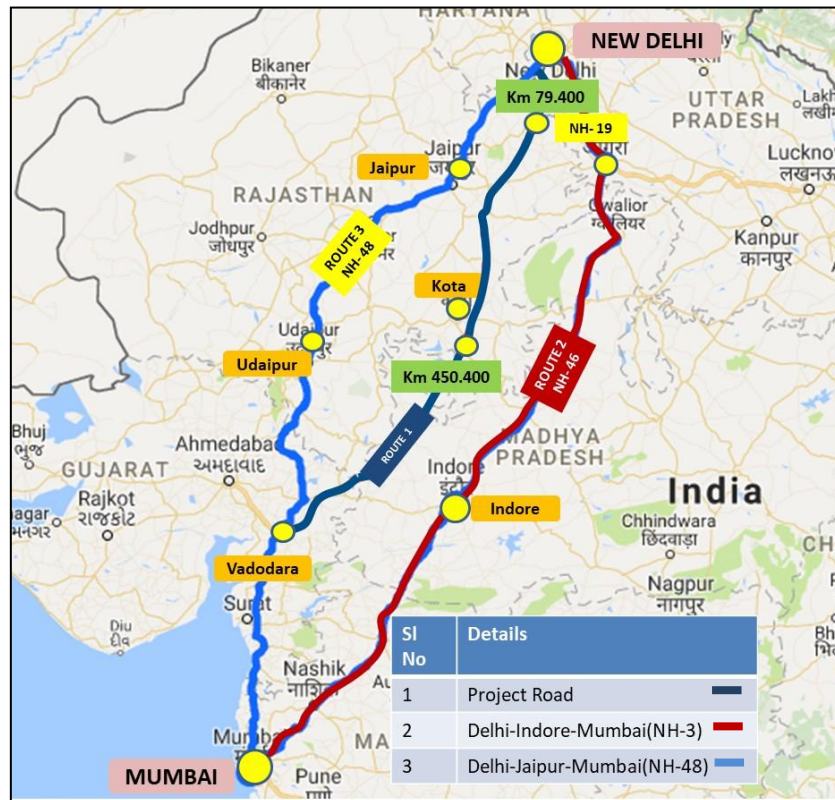 HARYANA
NEW DELHI
New Delhi
Bikaner
बीकानेर
Km 79.400
UTTAR
PRADESH
NH- 19
Jaipur
Jaipur
Lucknow
लखनऊ
RAJASTHAN
Gwalior
ग्वालियर
Jodhpur
जोधपुर
Kanpur
कानपुर
ROUTE 3
NH-48
Kota
Udaipur
Udaipur
Km 450.400
ROUTE 2
NH-46
ROUTE 1
Bhuj
ભુજ
Ahmedabad
અમદાવાદ
MADHYA
PRADESH
GUJARAT
Indore
इंदौर
Rajkot
રાજકોટ
India
Indore
Chhindwara
छिंदवाड़ा
Vadodara
Surat
Nagpur
नागपुर
Diu
દીવ
Sl
No
Details
Nashik
नाशिक
1
Project Road
2
Delhi-Indore-Mumbai(NH-3)
3
Delhi-Jaipur-Mumbai(NH-48)
MUMBAI
Pune
पुणे